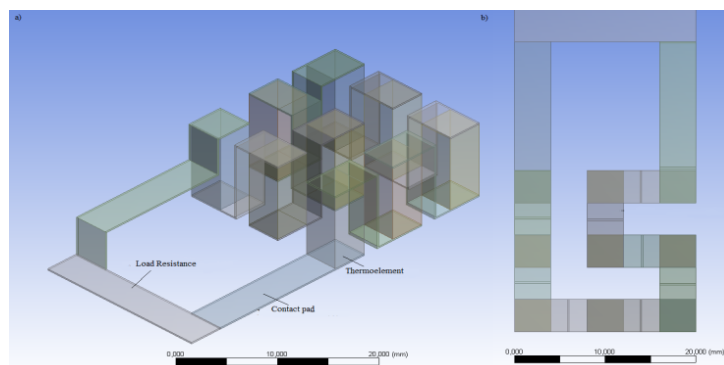 a)
b)
Load Resistance
Thermoelement
Contact pad
0,000 10,000 20,000 (mm)
0,000 10,000 20,000 (mm)